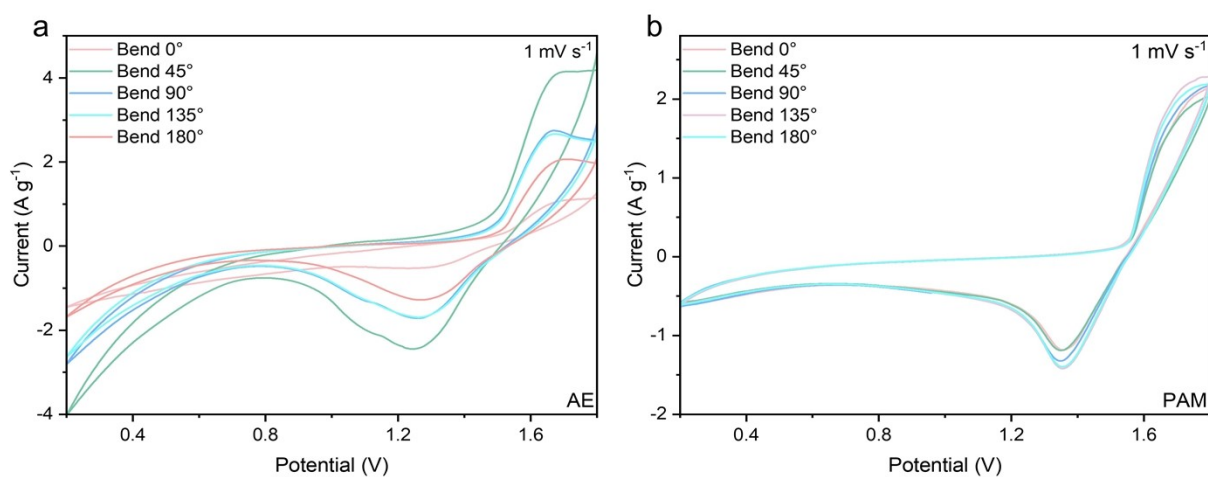 a
1 mV s⁻¹
Bend 0°
Bend 45°
Bend 90°
Bend 135°
Bend 180°
4
2
0
-2
-4
Current (A g⁻¹)
AE
0.4
0.8
1.2
1.6
Potential (V)
b
1 mV s⁻¹
Bend 0°
Bend 45°
Bend 90°
Bend 135°
Bend 180°
2
1
0
-1
-2
Current (A g⁻¹)
PAM
0.4
0.8
1.2
1.6
Potential (V)